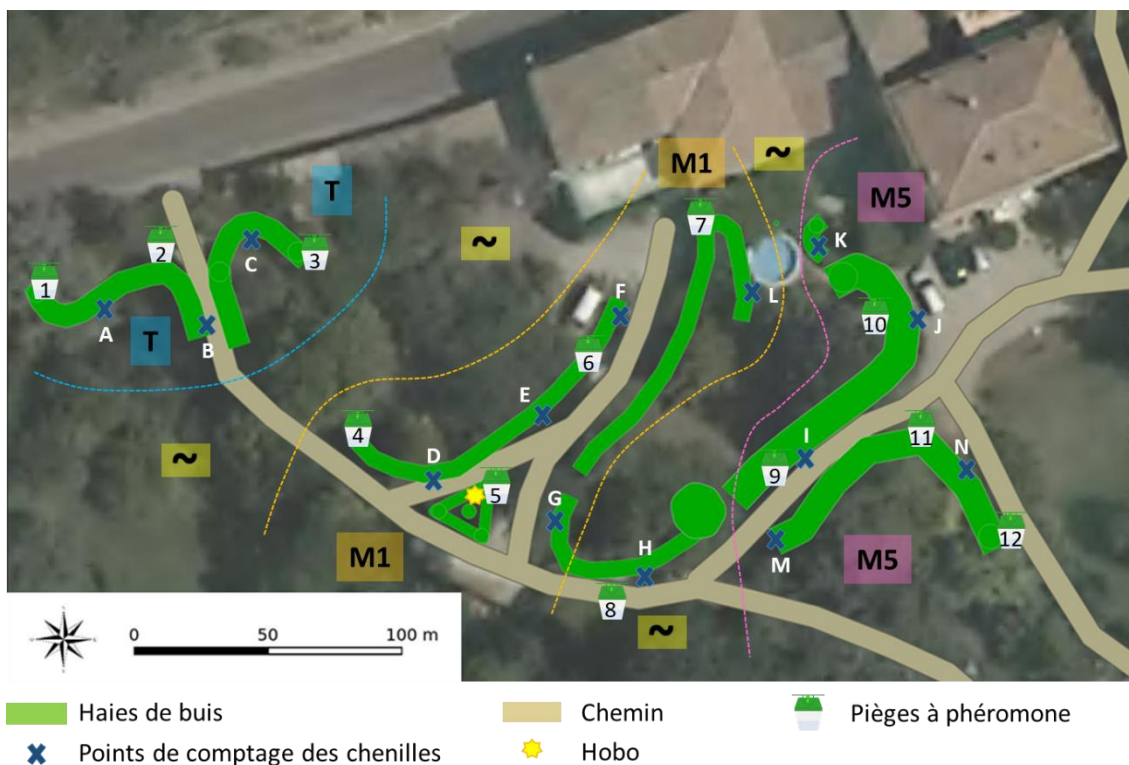 M1
~
T
M5
7
K
2
C
~
3
1
L
F
10
J
A
B
T
6
E
11
4
D
I
N
9
5
~
G
12
M
H
M1
M5
8
~
0 50 100 m
Haies de buis
Chemin
Pièges à phéromone
Points de comptage des chenilles
Hobo